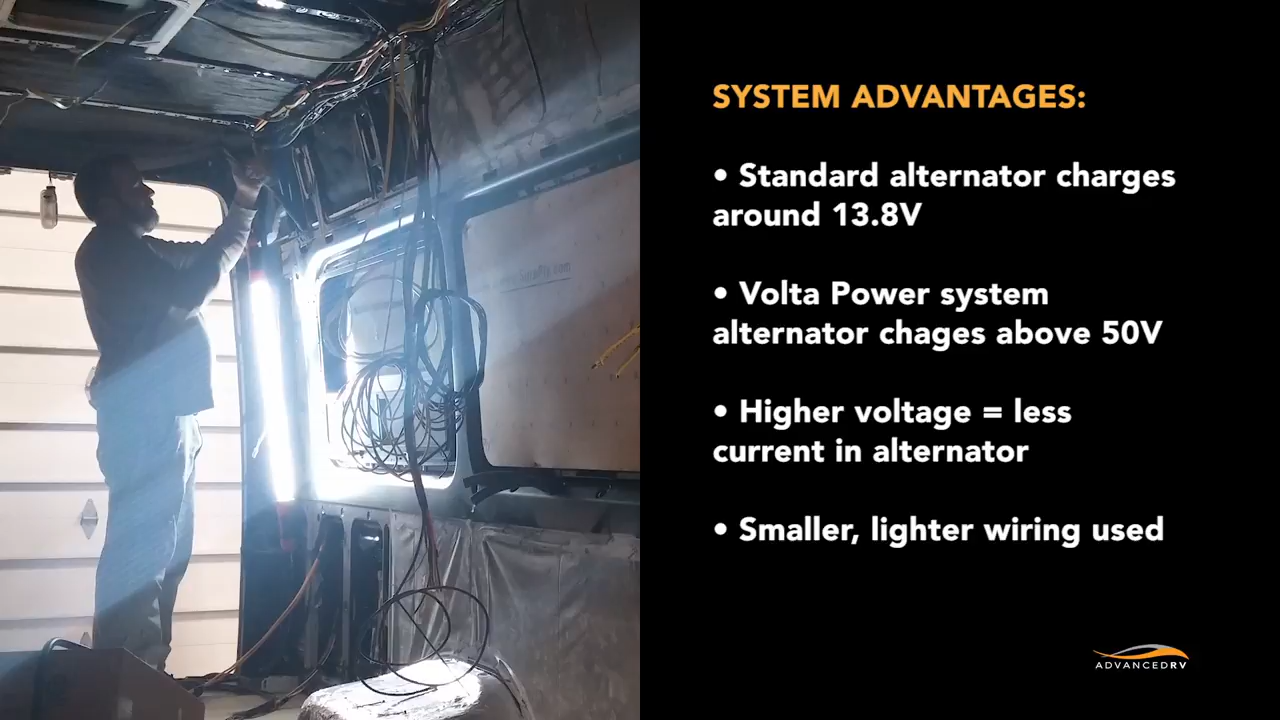 SYSTEM ADVANTAGES:
• Standard alternator charges
around 13.8V
• Volta Power system
alternator chages above 50V
• Higher voltage = less
current in alternator
• Smaller, lighter wiring used
ADVANCEDRV